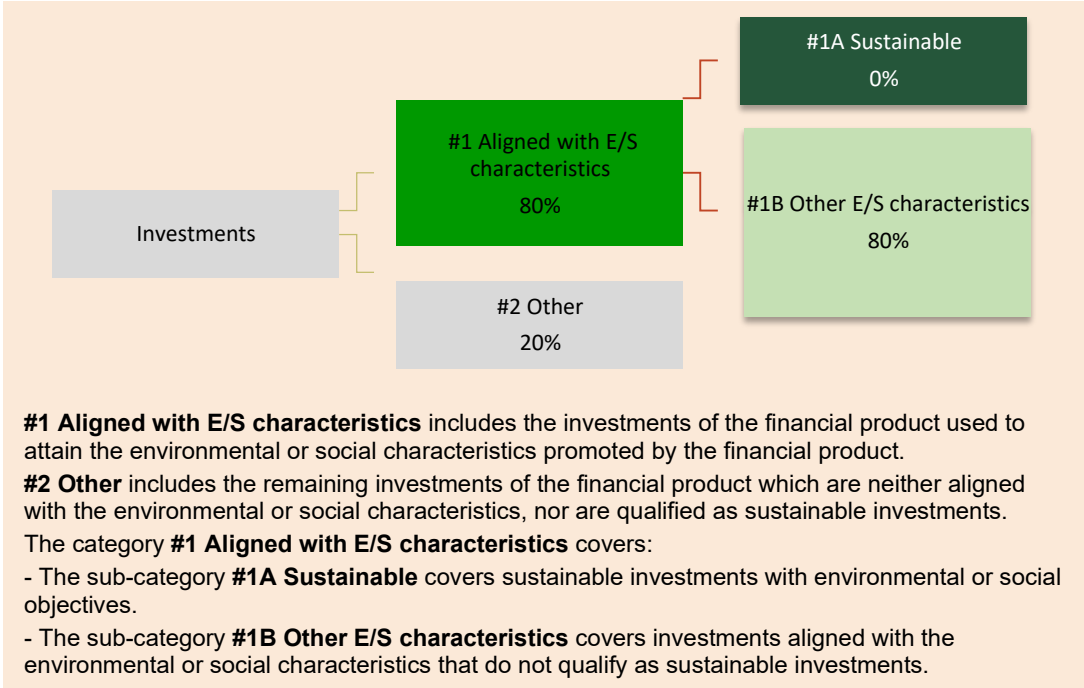 #1A Sustainable
0%
#1 Aligned with E/S
characteristics
80%
#1B Other E/S characteristics
80%
Investments
#2 Other
20%
#1 Aligned with E/S characteristics includes the investments of the financial product used to
attain the environmental or social characteristics promoted by the financial product.
#2 Other includes the remaining investments of the financial product which are neither aligned
with the environmental or social characteristics, nor are qualified as sustainable investments.
The category #1 Aligned with E/S characteristics covers:
- The sub-category #1A Sustainable covers sustainable investments with environmental or social
objectives.
- The sub-category #1B Other E/S characteristics covers investments aligned with the
environmental or social characteristics that do not qualify as sustainable investments.